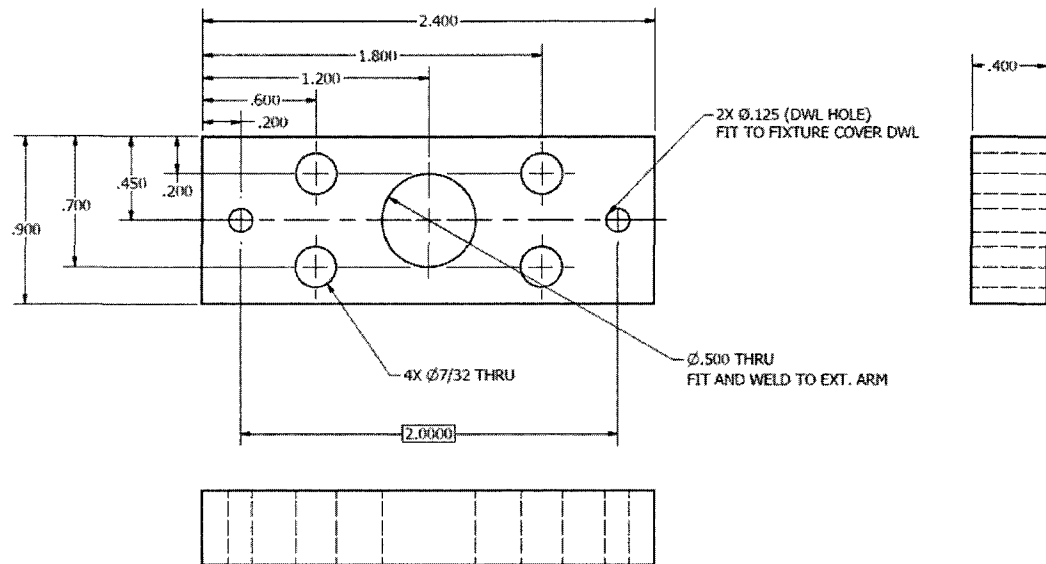 2.400
1.800
1.200
.600
.200
.400
2X Ø.125 (DWL HOLE)
FIT TO FIXTURE COVER DWL
.450
.200
.700
.900
4X Ø7/32 THRU
Ø.500 THRU
FIT AND WELD TO EXT. ARM
2.0000